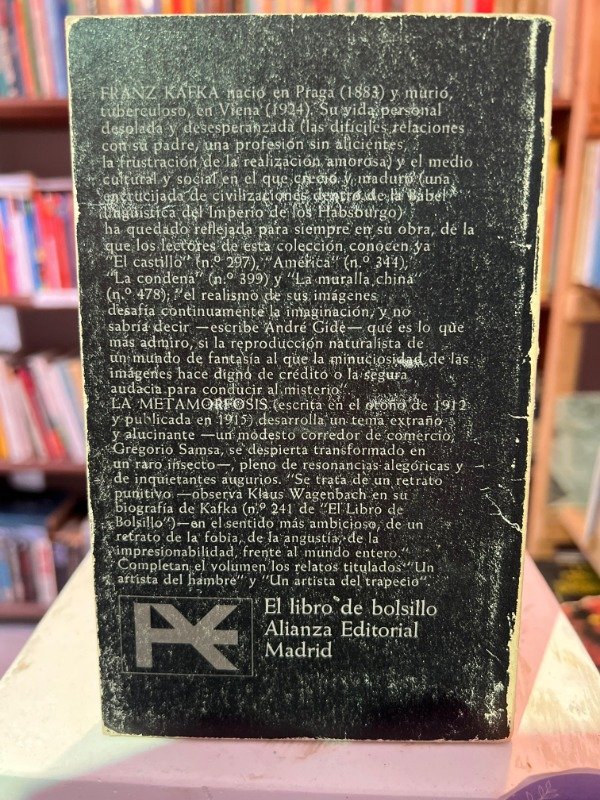 FRANZ KAFKA nació en Praga (1883) y murió,
tuberculoso, en Viena (1924). Su vida personal
desolada y desesperanzada (las difíciles relaciones
con su padre, una profesión sin alicientes,
la frustración de la realización amorosa) y el medio
cultural y social en el que creció y maduró (una
encrucijada de civilizaciones dentro de la Babel
lingüística del Imperio de los Habsburgo)
ha quedado reflejada para siempre en su obra, de la
que los lectores de esta colección conocen ya
"El castillo" (n.º 297), "América" (n.º 344),
"La condena" (n.º 399) y "La muralla china"
(n.º 478); "el realismo de sus imágenes
desafía continuamente la imaginación, y no
sabría decir —escribe André Gide— qué es lo que
más admiro, si la reproducción naturalista de
un mundo de fantasía al que la minuciosidad de las
imágenes hace digno de crédito o la segura
audacia para conducir al misterio".
LA METAMORFOSIS (escrita en el otoño de 1912
y publicada en 1915) desarrolla un tema extraño
y alucinante —un modesto corredor de comercio,
Gregorio Samsa, se despierta transformado en
un raro insecto—, pleno de resonancias alegóricas y
de inquietantes augurios. "Se trata de un retrato
punitivo —observa Klaus Wagenbach en su
biografía de Kafka (n.º 241 de "El Libro de
Bolsillo")— en el sentido más ambicioso, de un
retrato de la fobia, de la angustia, de la
impresionabilidad, frente al mundo entero."
Completan el volumen los relatos titulados "Un
artista del hambre" y "Un artista del trapecio".
El libro de bolsillo
Alianza Editorial
Madrid